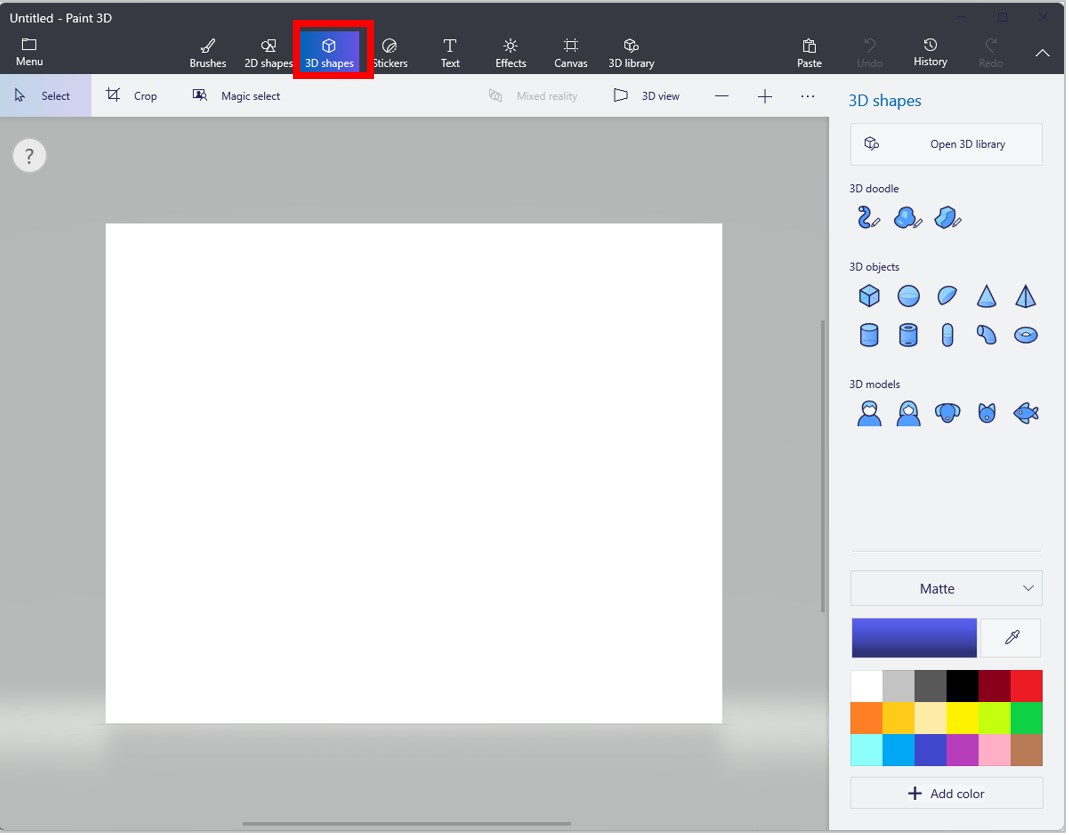 Untitled - Paint 3D
Menu
Brushes
2D shapes
3D shapes
Stickers
Text
Effects
Canvas
3D library
Paste
Undo
History
Redo
Select
Crop
Magic select
Mixed reality
3D view
3D shapes
?
Open 3D library
3D doodle
3D objects
3D models
Matte
Add color